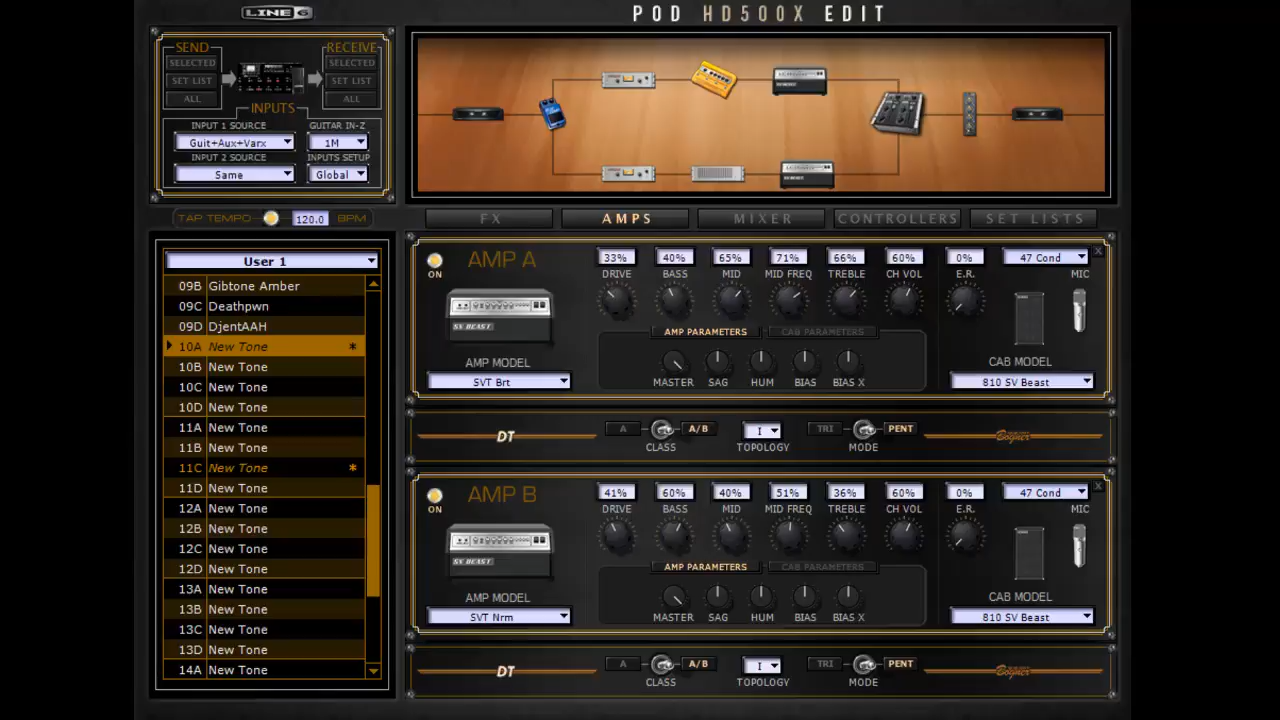 LINE 6
POD HD500X EDIT
SEND
RECEIVE
SELECTED
SELECTED
SET LIST
SET LIST
ALL
ALL
INPUTS
INPUT 1 SOURCE
GUITAR IN-Z
Guit+Aux+Varx
1M
INPUT 2 SOURCE
INPUTS SETUP
Same
Global
TAP TEMPO
120.0
BPM
FX
AMPS
MIXER
CONTROLLERS
SET LISTS
User 1
09B Gibtone Amber
09C Deathpwn
09D DjentAAH
10A New Tone *
10B New Tone
10C New Tone
10D New Tone
11A New Tone
11B New Tone
11C New Tone *
11D New Tone
12A New Tone
12B New Tone
12C New Tone
12D New Tone
13A New Tone
13B New Tone
13C New Tone
13D New Tone
14A New Tone
ON
AMP A
33% 40% 65% 71% 66% 60% 0% 47 Cond X
DRIVE BASS MID MID FREQ TREBLE CH VOL E.R. MIC
SV BEAST
AMP PARAMETERS CAB PARAMETERS
AMP MODEL
CAB MODEL
SVT Brt
MASTER SAG HUM BIAS BIAS X
810 SV Beast
DT
A A/B
CLASS
I
TOPOLOGY
TRI PENT
MODE
Bogner
ON
AMP B
41% 60% 40% 51% 36% 60% 0% 47 Cond X
DRIVE BASS MID MID FREQ TREBLE CH VOL E.R. MIC
SV BEAST
AMP PARAMETERS CAB PARAMETERS
AMP MODEL
CAB MODEL
SVT Nrm
MASTER SAG HUM BIAS BIAS X
810 SV Beast
DT
A A/B
CLASS
I
TOPOLOGY
TRI PENT
MODE
Bogner